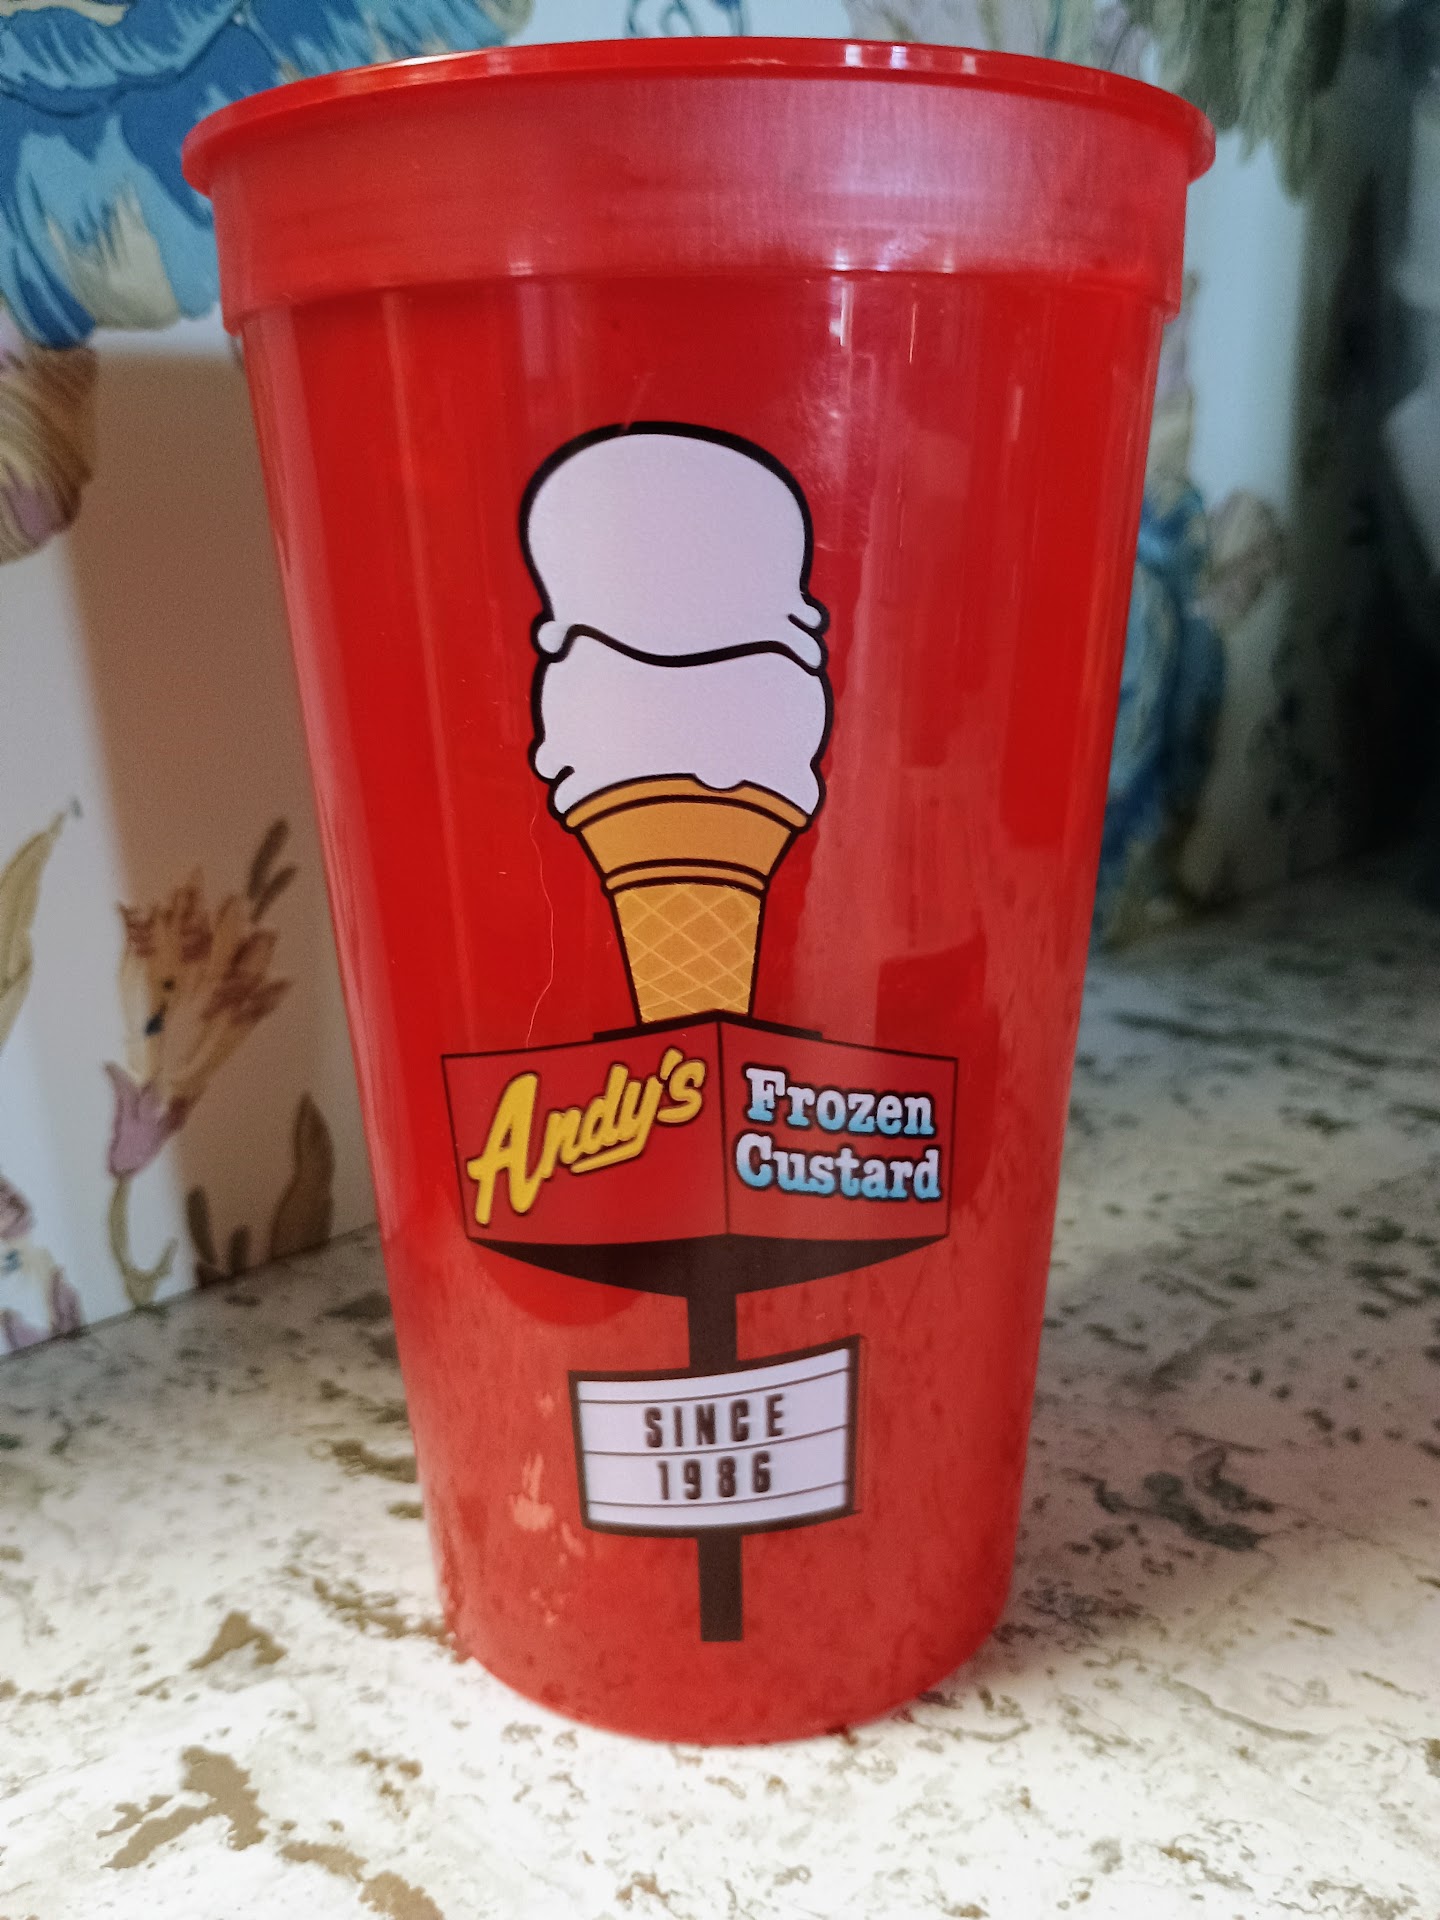 Andy's
Frozen
Custard
SINCE
1986